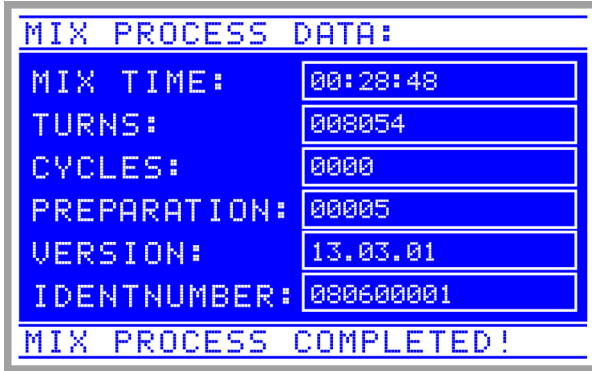 MIX PROCESS DATA:
MIX TIME: 00:28:48
TURNS: 008054
CYCLES: 0000
PREPARATION: 00005
VERSION: 13.03.01
IDENTNUMBER: 080600001
MIX PROCESS COMPLETED!